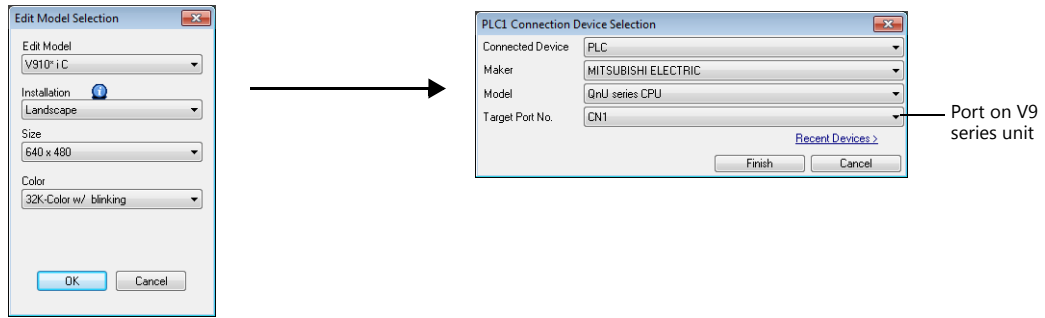 Edit Model Selection
Edit Model
V910* i C
Installation
Landscape
Size
640 x 480
Color
32K-Color w/ blinking
OK Cancel
PLC1 Connection Device Selection
Connected Device PLC
Maker MITSUBISHI ELECTRIC
Model QnU series CPU
Target Port No. CN1
Recent Devices >
Finish Cancel
Port on V9
series unit